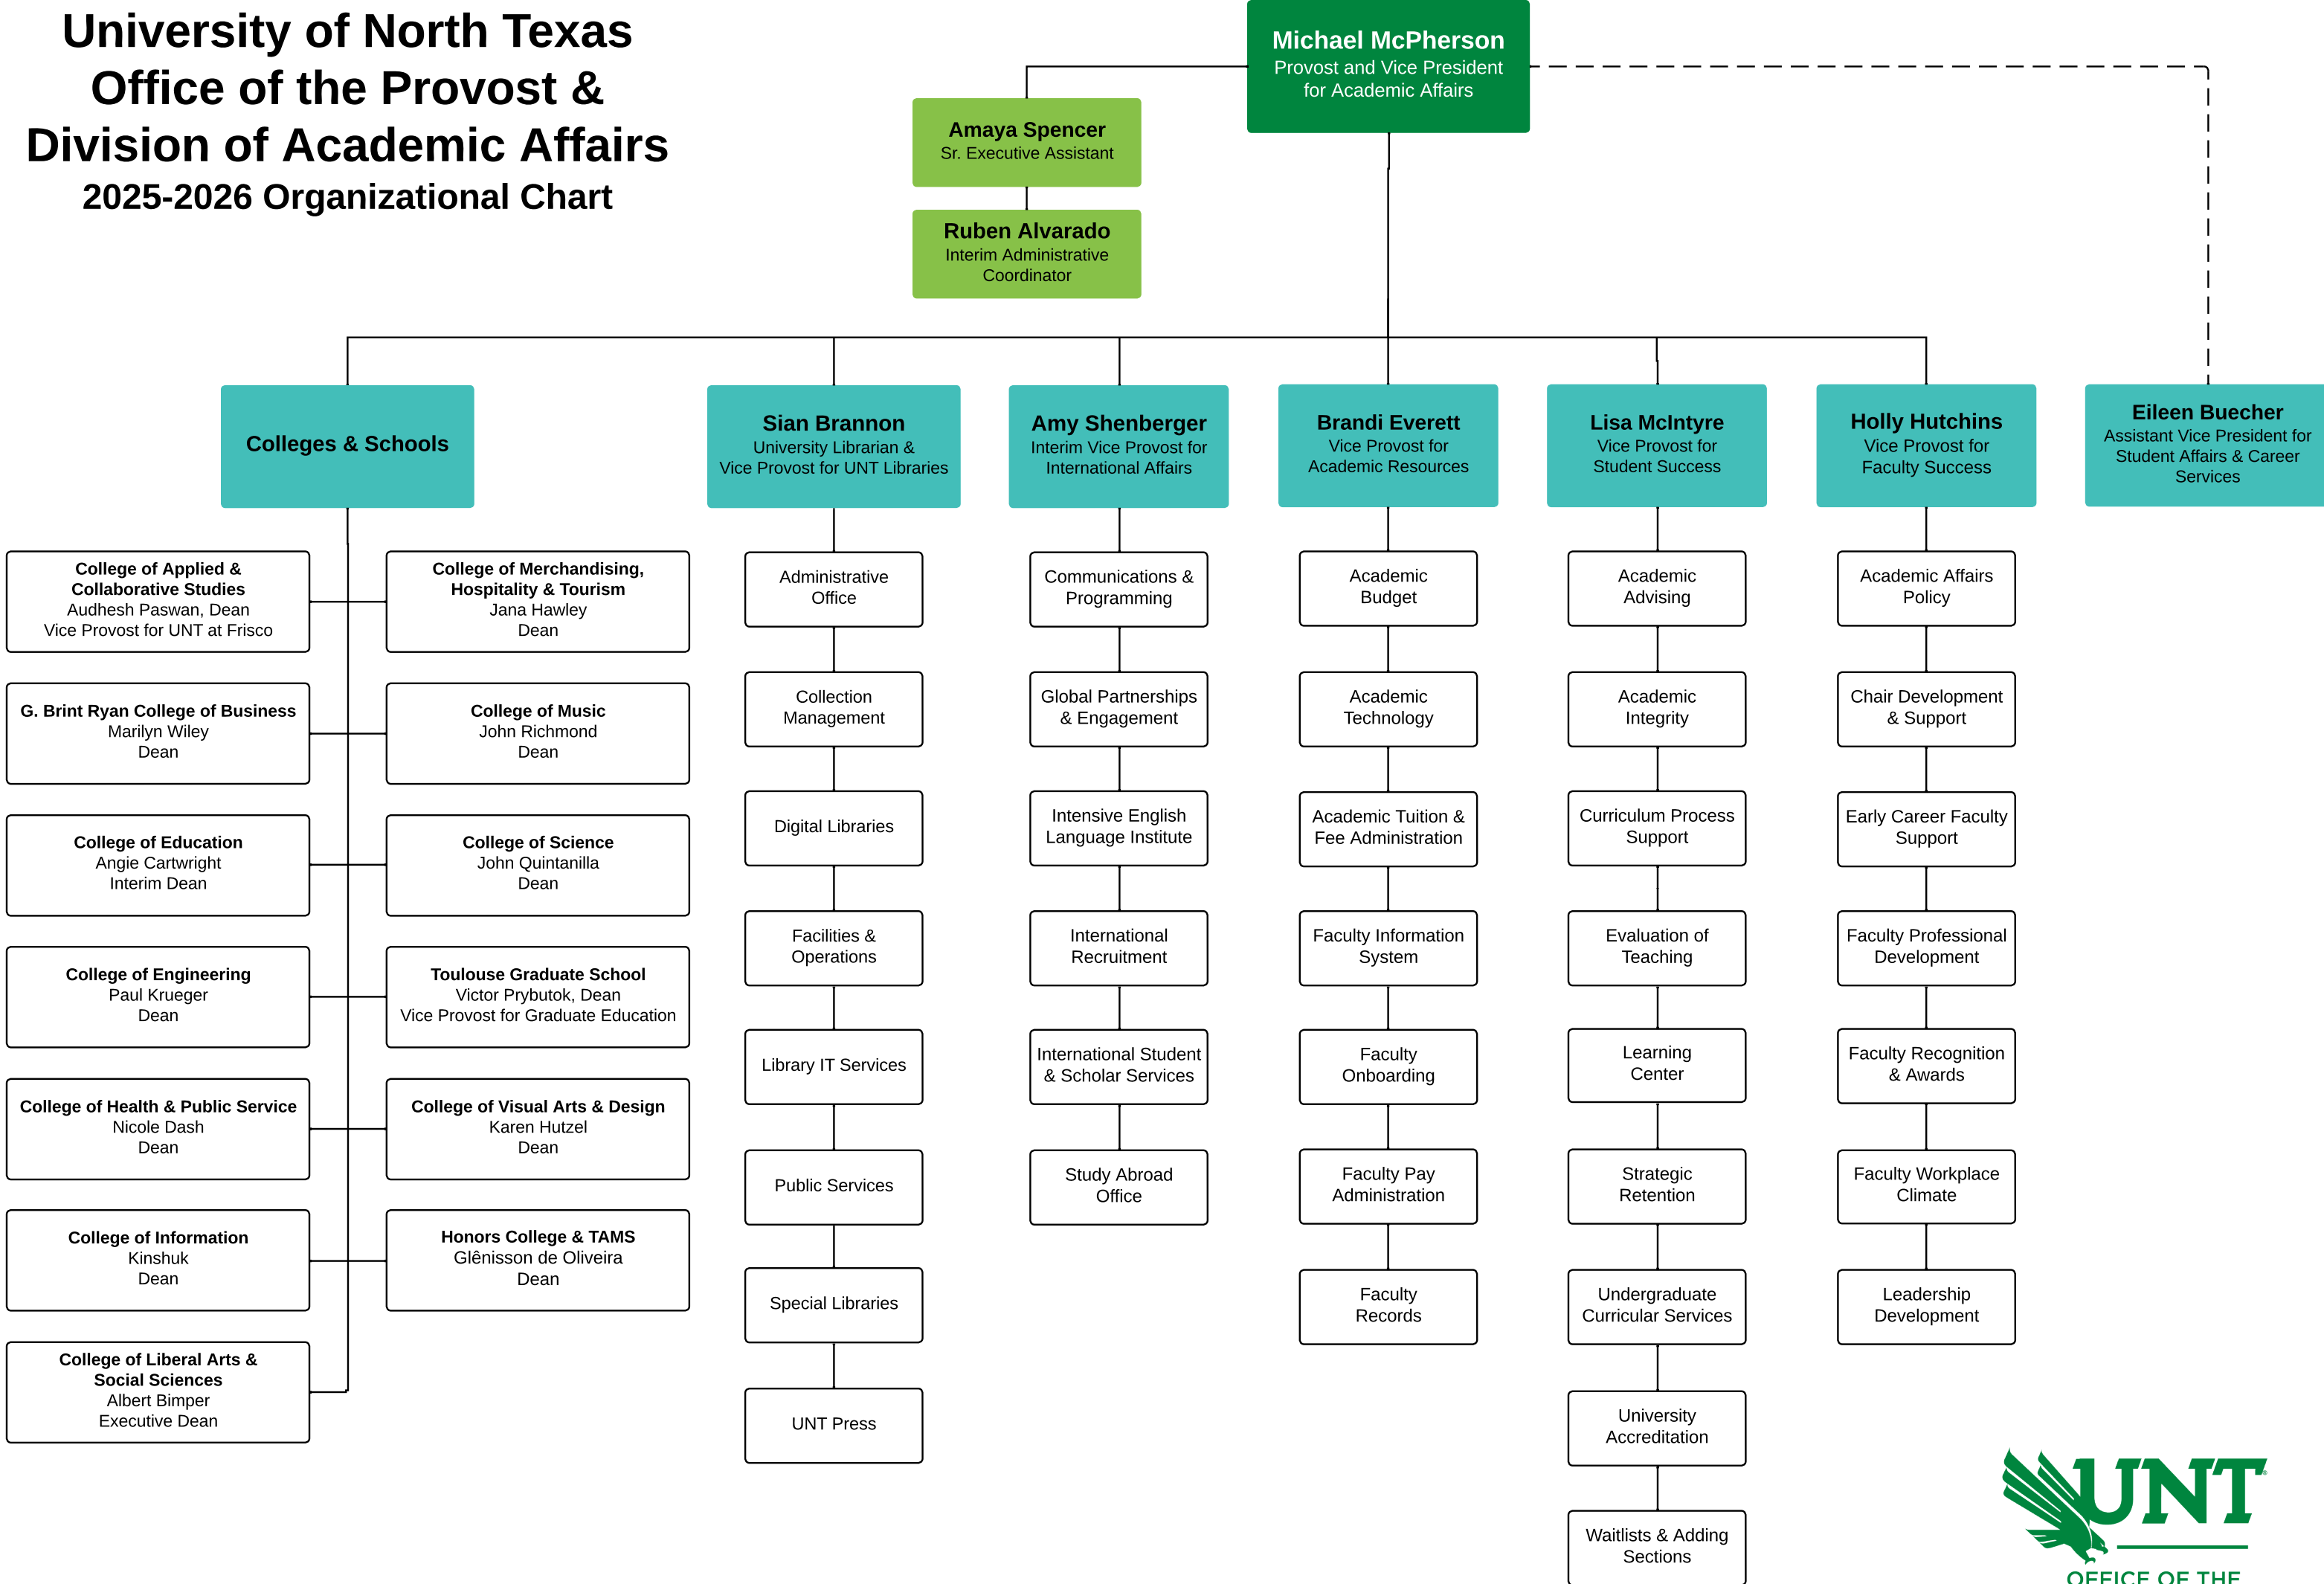 University of North Texas
Office of the Provost &
Division of Academic Affairs
2025-2026 Organizational Chart
Michael McPherson
Provost and Vice President
for Academic Affairs
Amaya Spencer
Sr. Executive Assistant
Ruben Alvarado
Interim Administrative
Coordinator
Colleges & Schools
College of Applied &
Collaborative Studies
Audhesh Paswan, Dean
Vice Provost for UNT at Frisco
College of Merchandising,
Hospitality & Tourism
Jana Hawley
Dean
G. Brint Ryan College of Business
Marilyn Wiley
Dean
College of Music
John Richmond
Dean
College of Education
Angie Cartwright
Interim Dean
College of Science
John Quintanilla
Dean
College of Engineering
Paul Krueger
Dean
Toulouse Graduate School
Victor Prybutok, Dean
Vice Provost for Graduate Education
College of Health & Public Service
Nicole Dash
Dean
College of Visual Arts & Design
Karen Hutzel
Dean
College of Information
Kinshuk
Dean
Honors College & TAMS
Glênisson de Oliveira
Dean
College of Liberal Arts &
Social Sciences
Albert Bimper
Executive Dean
Sian Brannon
University Librarian &
Vice Provost for UNT Libraries
Administrative
Office
Collection
Management
Digital Libraries
Facilities &
Operations
Library IT Services
Public Services
Special Libraries
UNT Press
Amy Shenberger
Interim Vice Provost for
International Affairs
Communications &
Programming
Global Partnerships
& Engagement
Intensive English
Language Institute
International
Recruitment
International Student
& Scholar Services
Study Abroad
Office
Brandi Everett
Vice Provost for
Academic Resources
Academic
Budget
Academic
Technology
Academic Tuition &
Fee Administration
Faculty Information
System
Faculty
Onboarding
Faculty Pay
Administration
Faculty
Records
Lisa McIntyre
Vice Provost for
Student Success
Academic
Advising
Academic
Integrity
Curriculum Process
Support
Evaluation of
Teaching
Learning
Center
Strategic
Retention
Undergraduate
Curricular Services
University
Accreditation
Waitlists & Adding
Sections
Holly Hutchins
Vice Provost for
Faculty Success
Academic Affairs
Policy
Chair Development
& Support
Early Career Faculty
Support
Faculty Professional
Development
Faculty Recognition
& Awards
Faculty Workplace
Climate
Leadership
Development
Eileen Buecher
Assistant Vice President for
Student Affairs & Career
Services
UNT
OFFICE OF THE